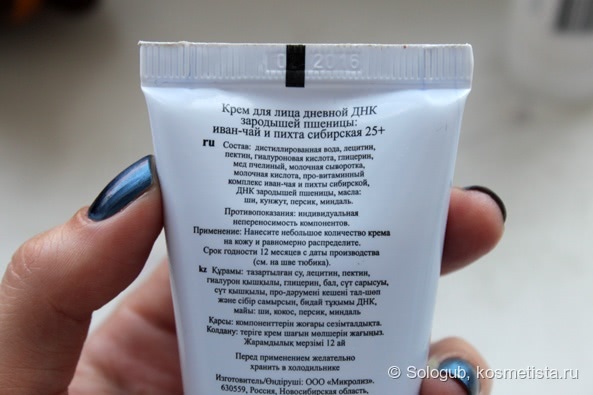 2016
Крем для лица дневной ДНК
зародышей пшеницы:
иван-чай и пихта сибирская 25+
ru Состав: дистиллированная вода, лецитин,
пектин, гиалуроновая кислота, глицерин,
мед пчелиный, молочная сыворотка,
молочная кислота, про-витаминный
комплекс иван-чая и пихты сибирской,
ДНК зародышей пшеницы, масла:
ши, кунжут, персик, миндаль.
Противопоказания: индивидуальная
непереносимость компонентов.
Применение: Нанесите небольшое количество крема
на кожу и равномерно распределите.
Срок годности 12 месяцев с даты производства
(см. на шве тюбика).
kz Құрамы: тазартылган су, лецитин, пектин,
гиалурон қышқылы, глицерин, бал, сүт сарысуы,
сүт қышқылы, про-дәрумені кешені тал-шөп
және сібір самырсын, бидай тұқымы ДНК,
майы: ши, кокос, персик, миндаль
Қарсы: компоненттерін жоғары сезімталдықта.
Колдану: теріге крем шағын мөлшерін жағыңыз.
Жарамдылық мерзімі 12 ай
Перед применением желательно
хранить в холодильнике
Изготовитель/Өндіруші: ООО «Микролиз».
630559, Россия, Новосибирская область,
© Sologub, kosmetista.ru